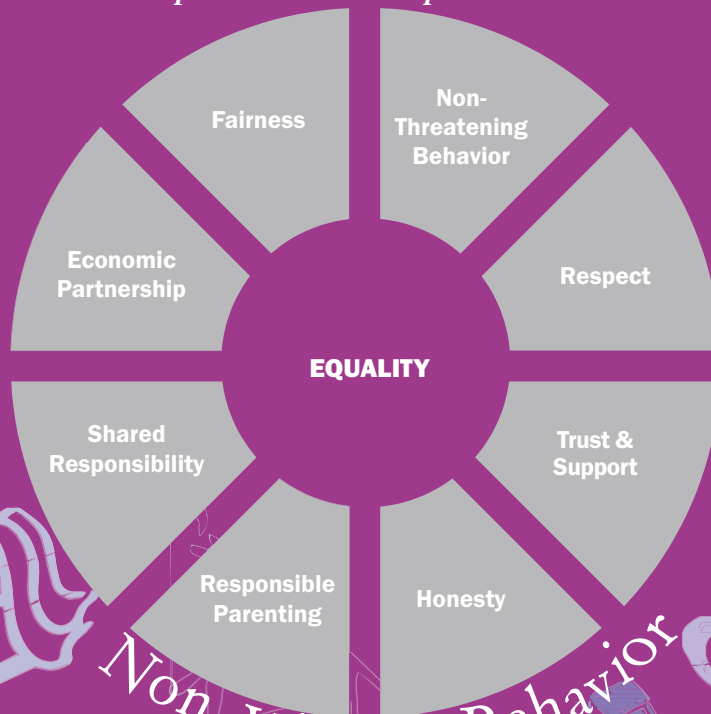 Fairness
Non-
Threatening
Behavior
Economic
Partnership
Respect
EQUALITY
Shared
Responsibility
Trust &
Support
Responsible
Parenting
Honesty
Non
Behavior